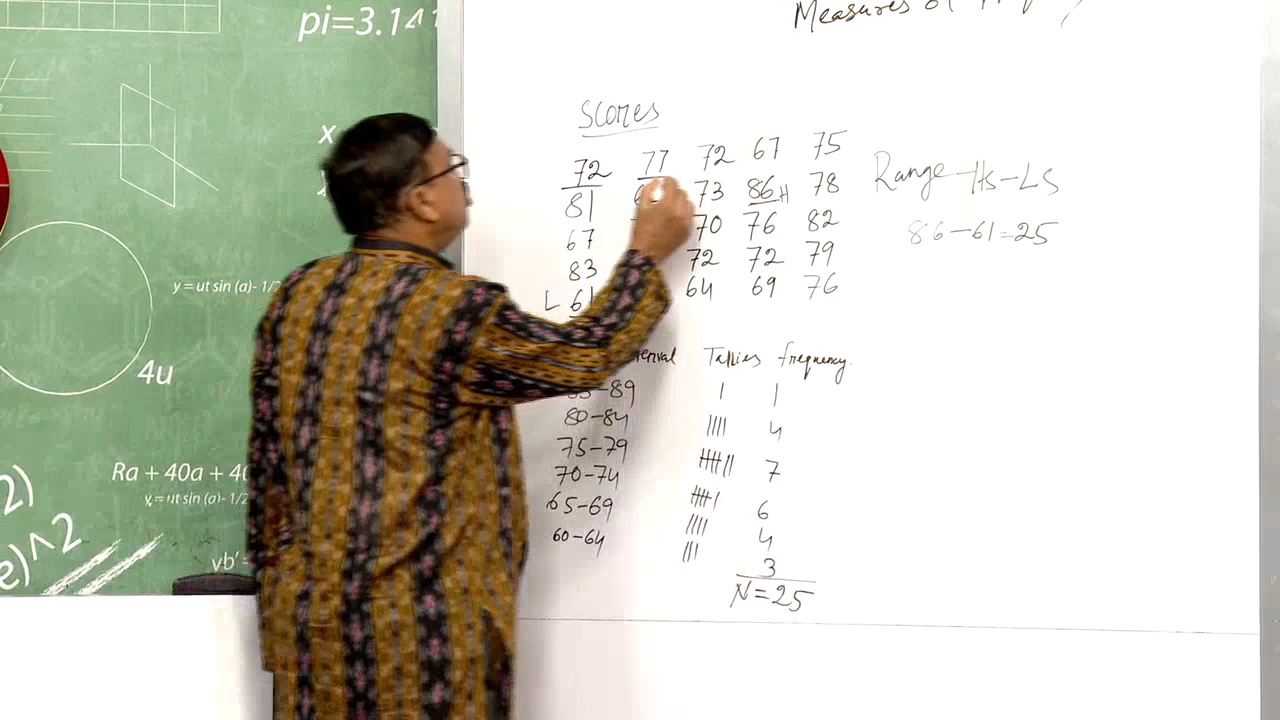 pi=3.14
Measures of
Scores
72 77 72 67 75
81 73 86 H 78
67 70 76 82
83 72 72 79
L 61 64 69 76
Range - Hs-LS
86-61=25
Tallies frequency.
-89 | 1
80-84 |||| 4
75-79 |||| || 7
70-74 |||| | 6
65-69 |||| 4
60-64 ||| 3
N=25
x
y = ut sin (a)- 1/2
4u
Ra + 40a + 40
y = ut sin (a)- 1/2
2)
e)^2
vb' =